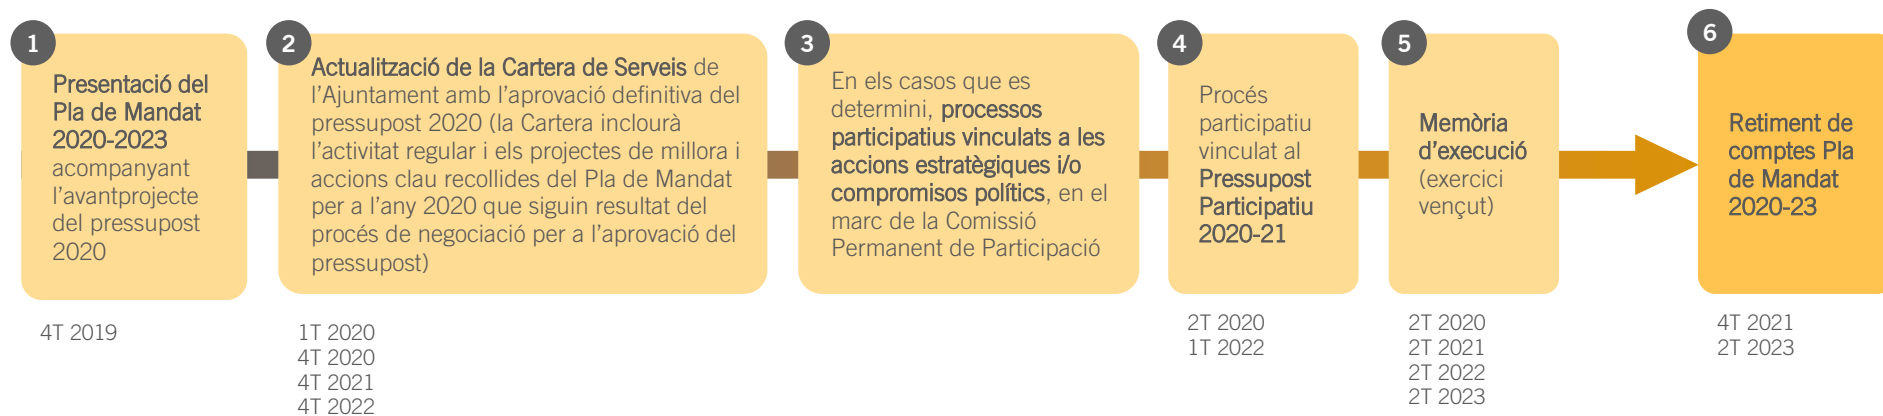 1
Presentació del
Pla de Mandat
2020-2023
acompanyant
l'avantprojecte
del pressupost
2020
4T 2019
2
Actualització de la Cartera de Serveis de
l'Ajuntament amb l'aprovació definitiva del
pressupost 2020 (la Cartera inclourà
l'activitat regular i els projectes de millora i
accions clau recollides del Pla de Mandat
per a l'any 2020 que siguin resultat del
procés de negociació per a l'aprovació del
pressupost)
1T 2020
4T 2020
4T 2021
4T 2022
3
En els casos que es
determini, processos
participatius vinculats a les
accions estratègiques i/o
compromisos polítics, en el
marc de la Comissió
Permanent de Participació
4
Procés
participatiu
vinculat al
Pressupost
Participatiu
2020-21
2T 2020
1T 2022
5
Memòria
d'execució
(exercici
vençut)
2T 2020
2T 2021
2T 2022
2T 2023
6
Retiment de
comptes Pla
de Mandat
2020-23
4T 2021
2T 2023